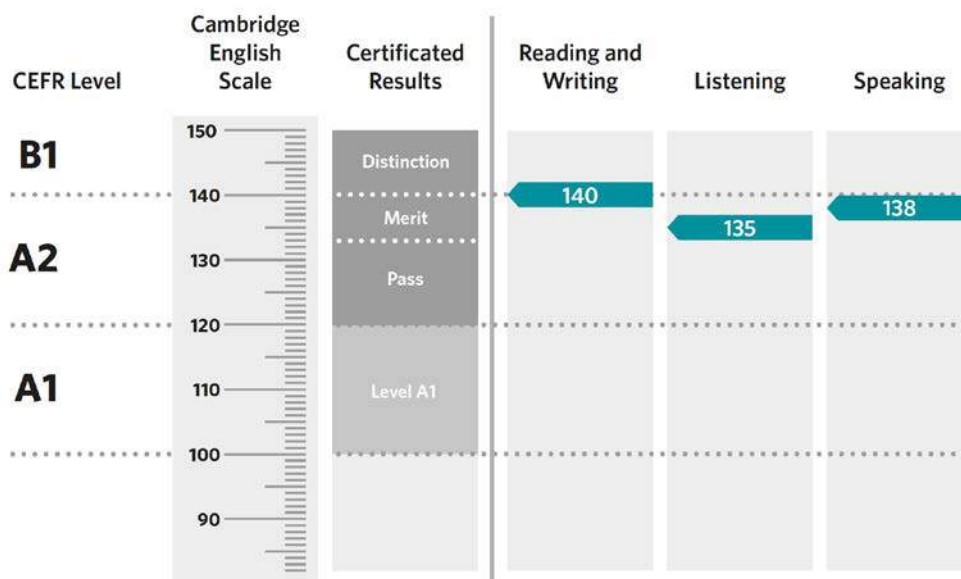 CEFR Level
Cambridge
English
Scale
Certificated
Results
Reading and
Writing
Listening
Speaking
B1
A2
A1
150
140
130
120
110
100
90
Distinction
Merit
Pass
Level A1
140
135
138